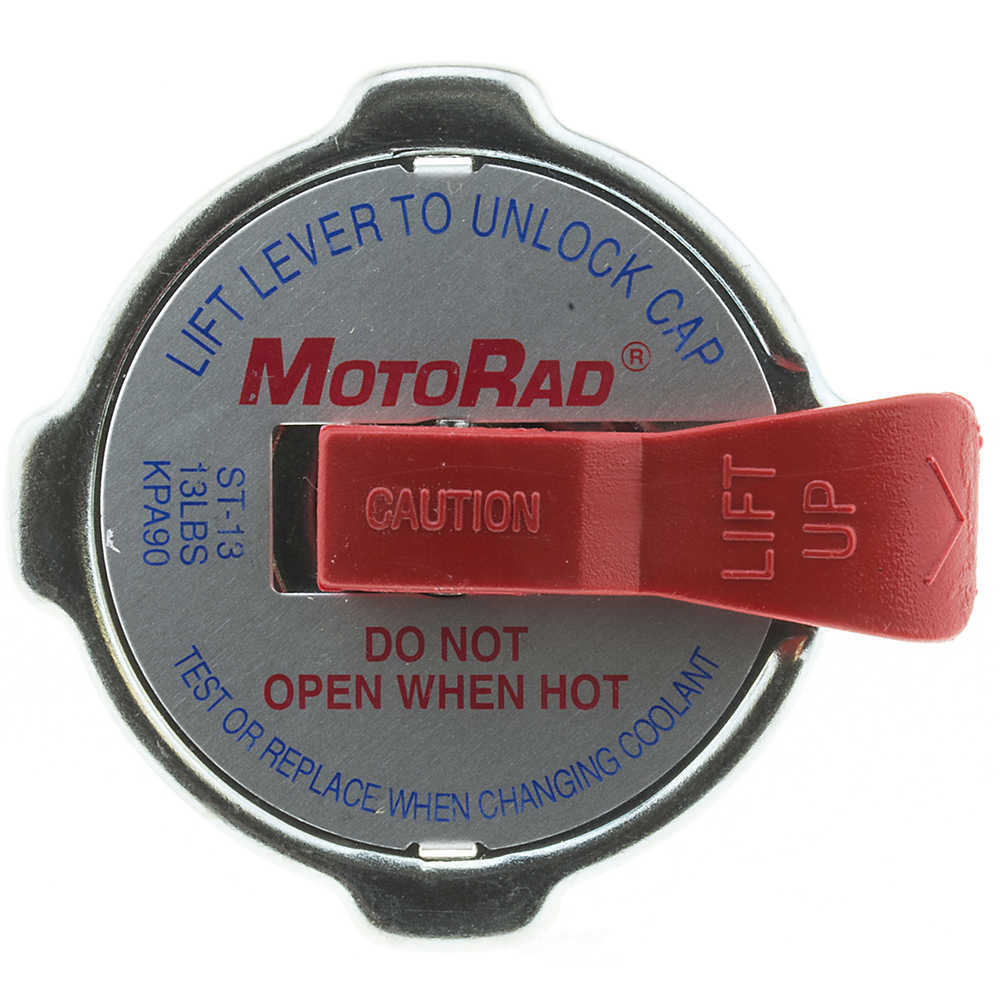 LIFT LEVER TO UNLOCK CAP
MOTORAD®
ST-13
13LBS
KPA90
CAUTION
LIFT
UP
DO NOT
OPEN WHEN HOT
TEST OR REPLACE WHEN CHANGING COOLANT